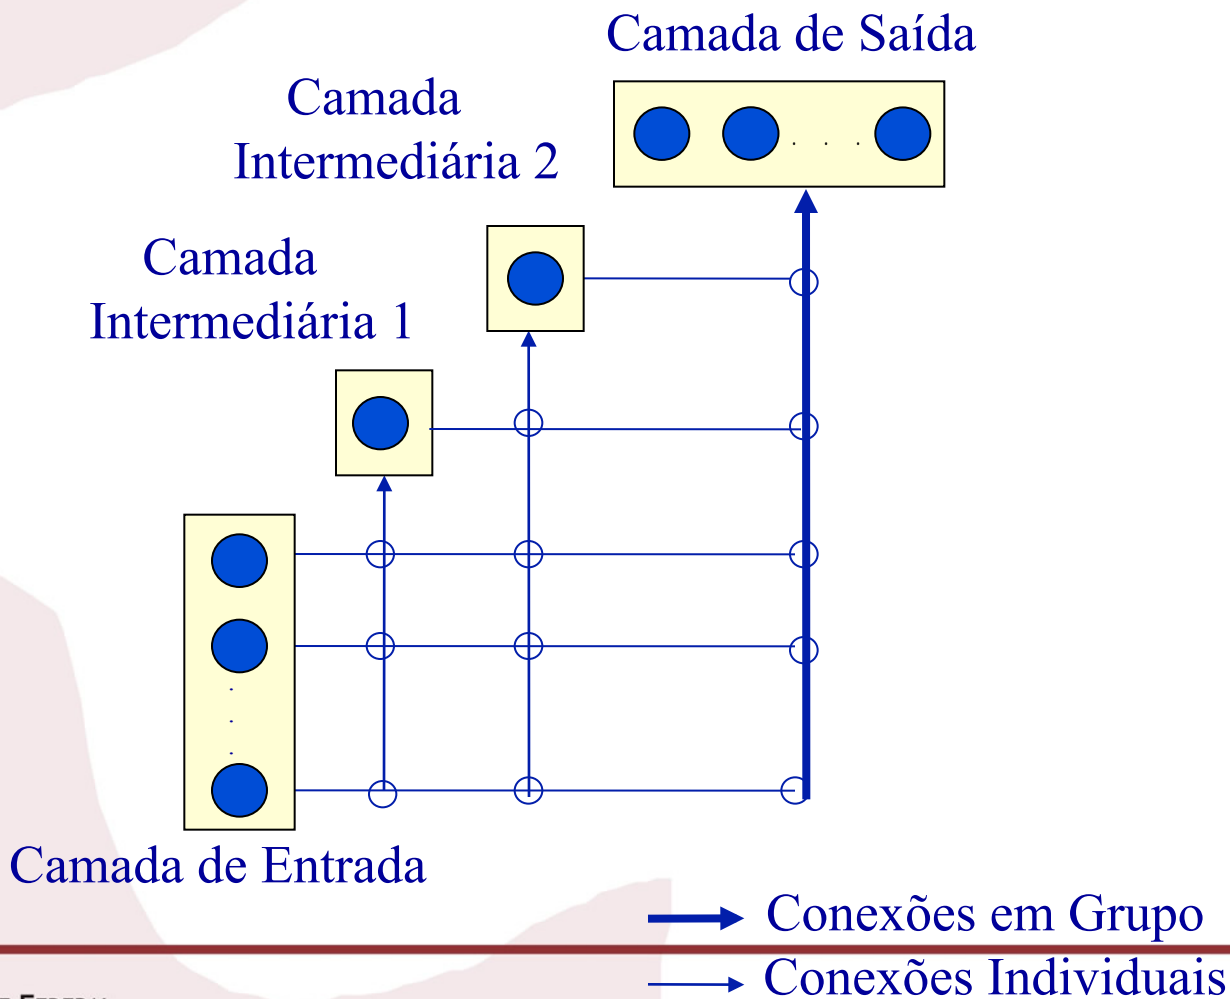 Camada de Saída
Camada
Intermediária 2
. . .
Camada
Intermediária 1
.
.
.
Camada de Entrada
Conexões em Grupo
Conexões Individuais